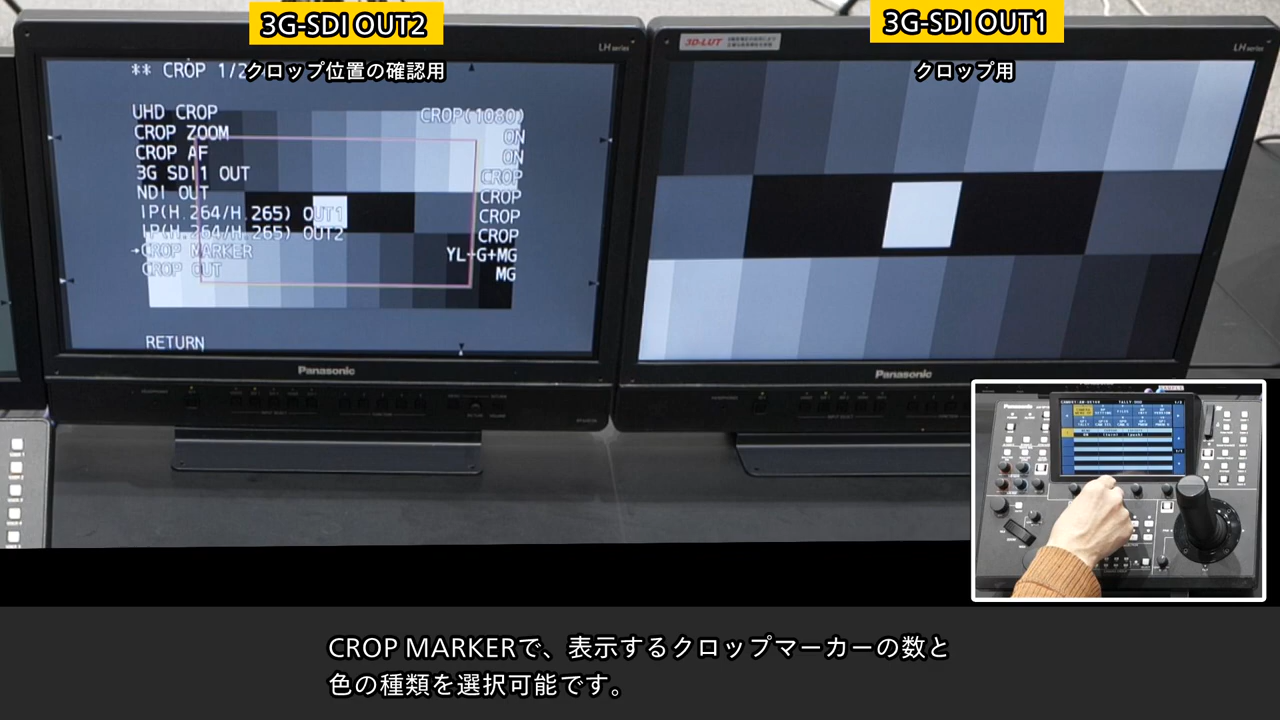 3G-SDI OUT2
クロップ位置の確認用
3G-SDI OUT1
クロップ用
LH series
3D-LUT
LH series
** CROP 1/2
UHD CROP CROP(1080)
CROP ZOOM ON
CROP AF ON
3G SDI1 OUT CROP
NDI OUT CROP
IP(H.264/H.265) OUT1 CROP
IP(H.264/H.265) OUT2 CROP
→CROP MARKER YL+G+MG
CROP OUT MG
RETURN
Panasonic
Panasonic
CROP MARKERで、表示するクロップマーカーの数と
色の種類を選択可能です。